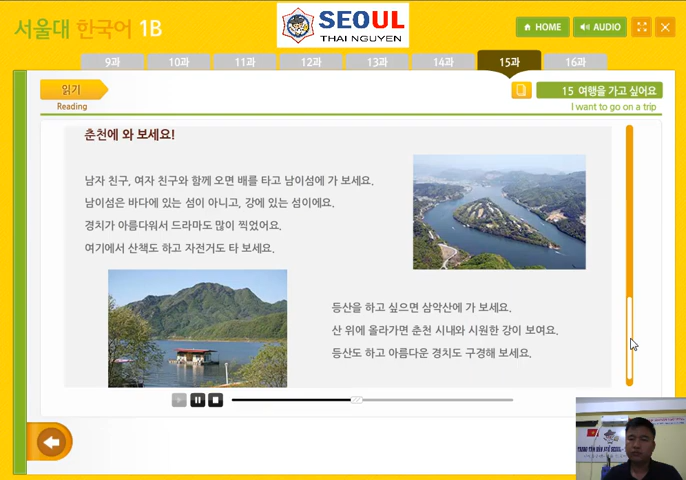 서울대 한국어 1B
SEOUL
THAI NGUYEN
HOME
AUDIO
9과
10과
11과
12과
13과
14과
15과
16과
읽기
Reading
15 여행을 가고 싶어요
I want to go on a trip
춘천에 와 보세요!
남자 친구, 여자 친구와 함께 오면 배를 타고 남이섬에 가 보세요.
남이섬은 바다에 있는 섬이 아니고, 강에 있는 섬이에요.
경치가 아름다워서 드라마도 많이 찍었어요.
여기에서 산책도 하고 자전거도 타 보세요.
등산을 하고 싶으면 삼악산에 가 보세요.
산 위에 올라가면 춘천 시내와 시원한 강이 보여요.
등산도 하고 아름다운 경치도 구경해 보세요.